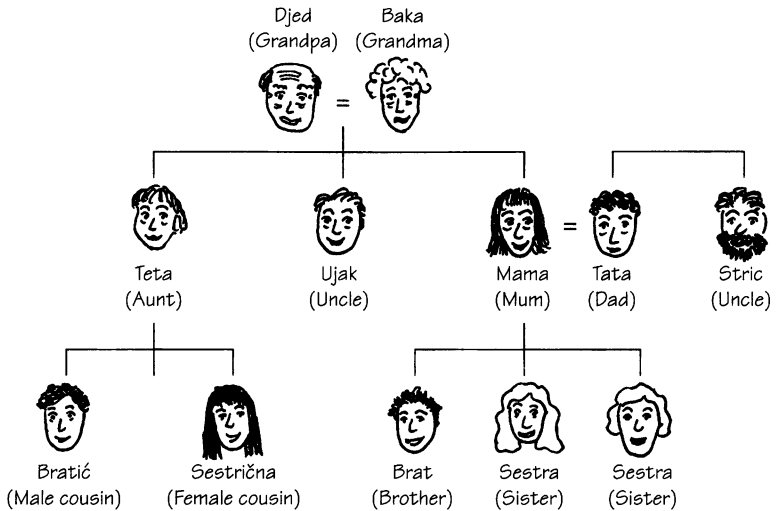 Djed
(Grandpa)
Baka
(Grandma)
=
Teta
(Aunt)
Ujak
(Uncle)
Mama
(Mum)
=
Tata
(Dad)
Stric
(Uncle)
Bratić
(Male cousin)
Sestrična
(Female cousin)
Brat
(Brother)
Sestra
(Sister)
Sestra
(Sister)